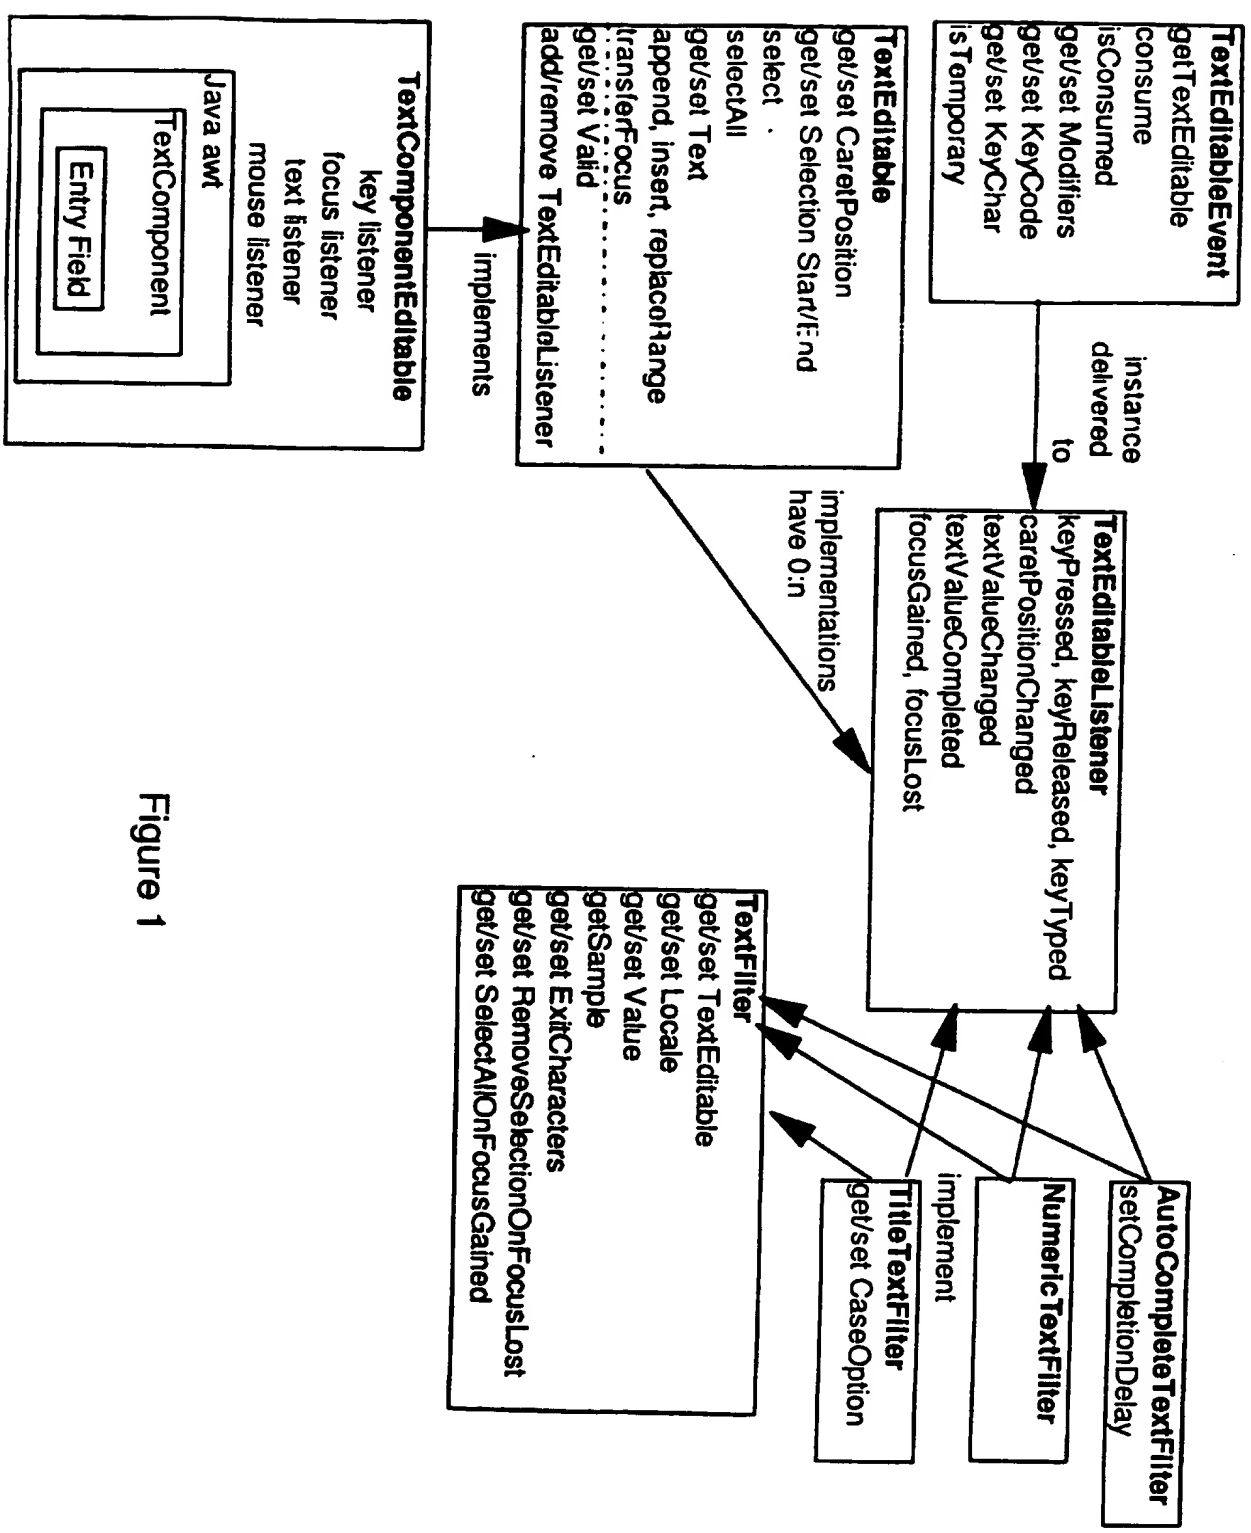 TextEditableEvent
getTextEditable
consume
isConsumed
get/set Modifiers
get/set KeyCode
get/set KeyChar
isTemporary
instance
delivered
to
TextEditableListener
keyPressed, keyReleased, keyTyped
caretPositionChanged
textValueChanged
textValueCompleted
focusGained, focusLost
AutoCompleteTextFilter
setCompletionDelay
NumericTextFilter
implement
TitleTextFilter
get/set CaseOption
TextEditable
get/set CaretPosition
get/set Selection Start/End
select
selectAll
get/set Text
append, insert, replaceRange
transferFocus
get/set Valid
add/remove TextEditableListener
implementations
have 0:n
TextFilter
get/set TextEditable
get/set Locale
get/set Value
getSample
get/set ExitCharacters
get/set RemoveSelectionOnFocusLost
get/set SelectAllOnFocusGained
implements
TextComponentEditable
key listener
focus listener
text listener
mouse listener
Java awt
TextComponent
Entry Field
Figure 1